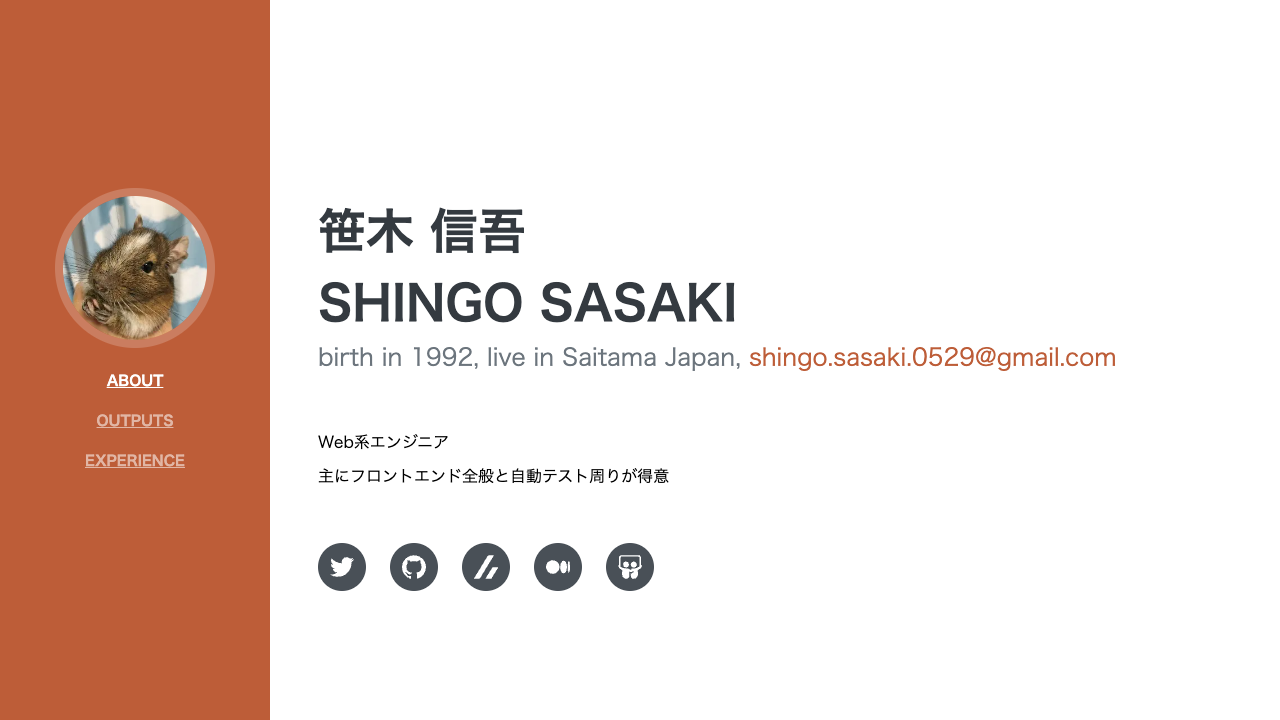 ABOUT
OUTPUTS
EXPERIENCE
笹木 信吾
SHINGO SASAKI
birth in 1992, live in Saitama Japan, shingo.sasaki.0529@gmail.com
Web系エンジニア
主にフロントエンド全般と自動テスト周りが得意